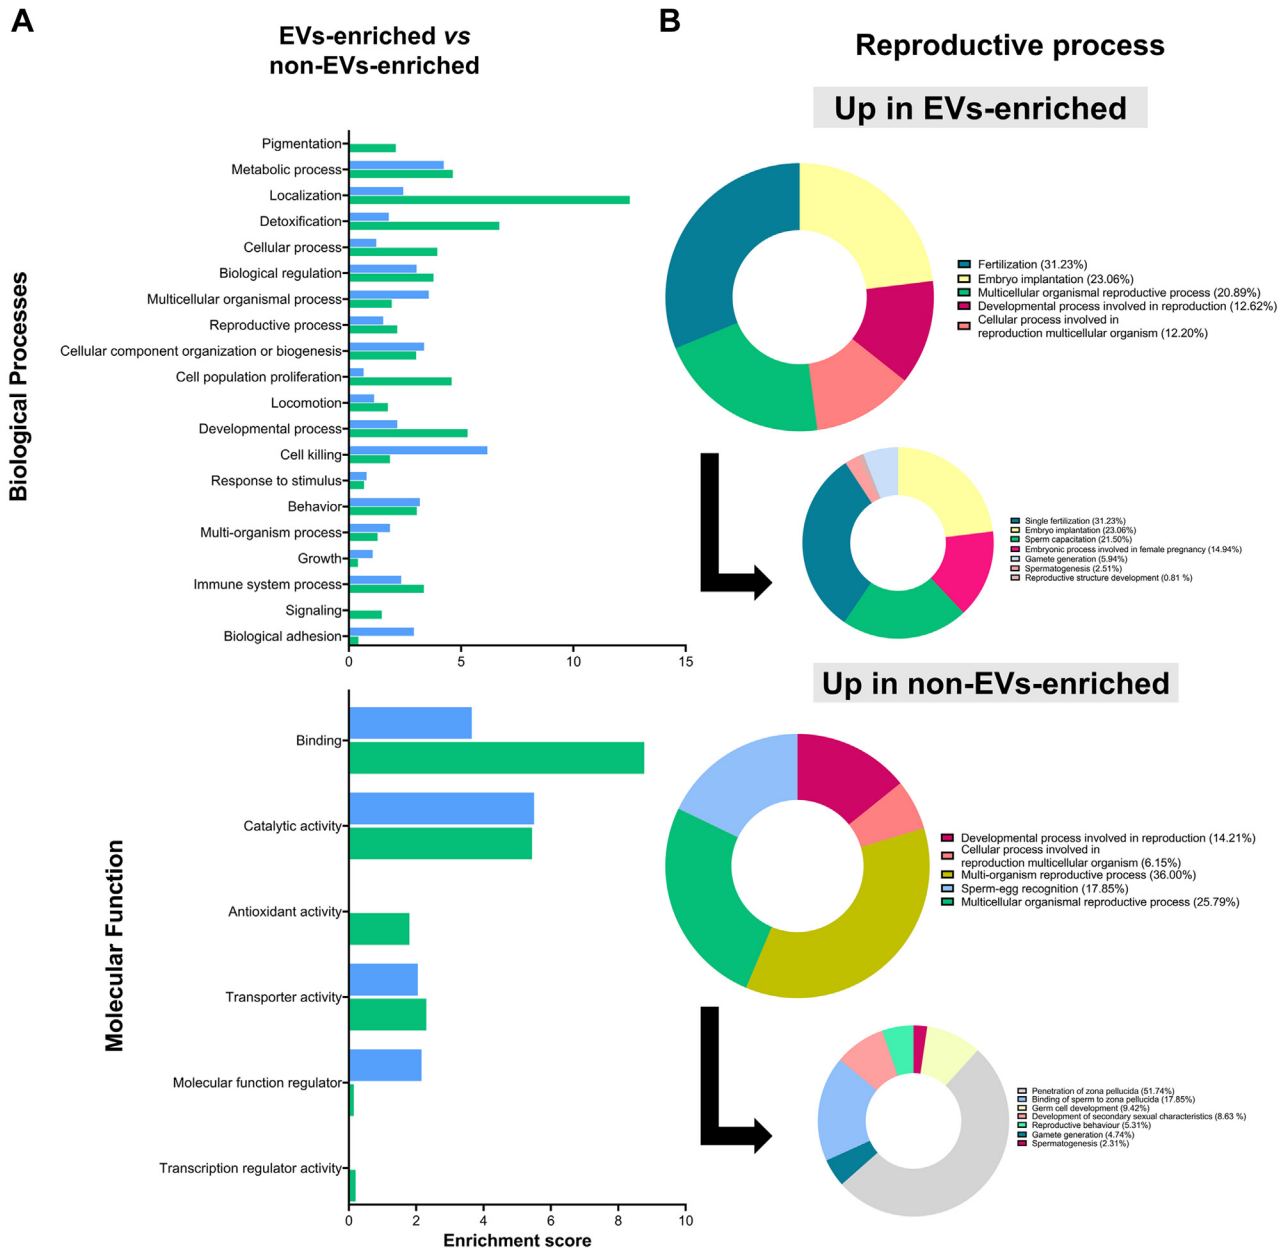 A
EVs-enriched vs
non-EVs-enriched
Biological Processes
Pigmentation
Metabolic process
Localization
Detoxification
Cellular process
Biological regulation
Multicellular organismal process
Reproductive process
Cellular component organization or biogenesis
Cell population proliferation
Locomotion
Developmental process
Cell killing
Response to stimulus
Behavior
Multi-organism process
Growth
Immune system process
Signaling
Biological adhesion
0 5 10 15
Molecular Function
Binding
Catalytic activity
Antioxidant activity
Transporter activity
Molecular function regulator
Transcription regulator activity
0 2 4 6 8 10
Enrichment score
B
Reproductive process
Up in EVs-enriched
Fertilization (31.23%)
Embryo implantation (23.06%)
Multicellular organismal reproductive process (20.89%)
Developmental process involved in reproduction (12.62%)
Cellular process involved in
reproduction multicellular organism (12.20%)
Single fertilization (31.23%)
Embryo implantation (23.06%)
Sperm capacitation (21.50%)
Embryonic process involved in female pregnancy (14.94%)
Gamete generation (5.94%)
Spermatogenesis (2.51%)
Reproductive structure development (0.81 %)
Up in non-EVs-enriched
Developmental process involved in reproduction (14.21%)
Cellular process involved in
reproduction multicellular organism (6.15%)
Multi-organism reproductive process (36.00%)
Sperm-egg recognition (17.85%)
Multicellular organismal reproductive process (25.79%)
Penetration of zona pellucida (51.74%)
Binding of sperm to zona pellucida (17.85%)
Germ cell development (9.42%)
Development of secondary sexual characteristics (8.63 %)
Reproductive behaviour (5.31%)
Gamete generation (4.74%)
Spermatogenesis (2.31%)